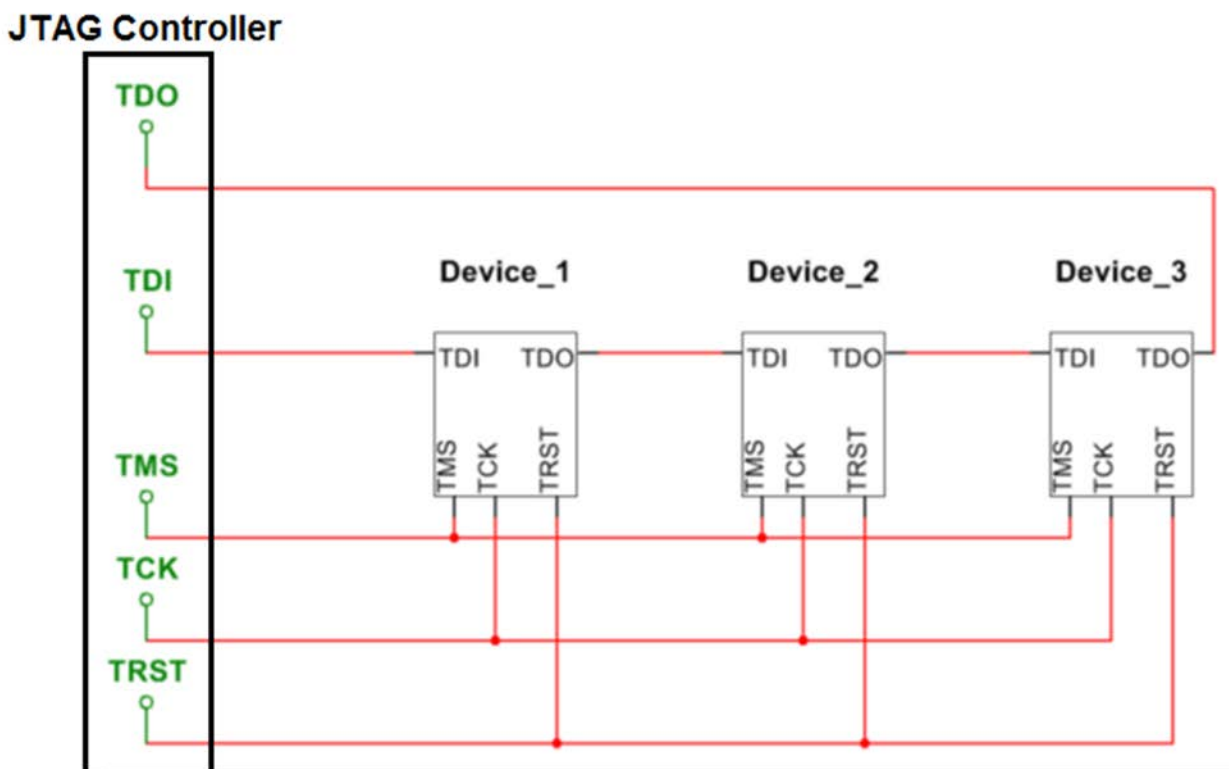 JTAG Controller
TDO
TDI
Device_1
Device_2
Device_3
TDI TDO
TDI TDO
TDI TDO
TMS TCK TRST
TMS TCK TRST
TMS TCK TRST
TMS
TCK
TRST